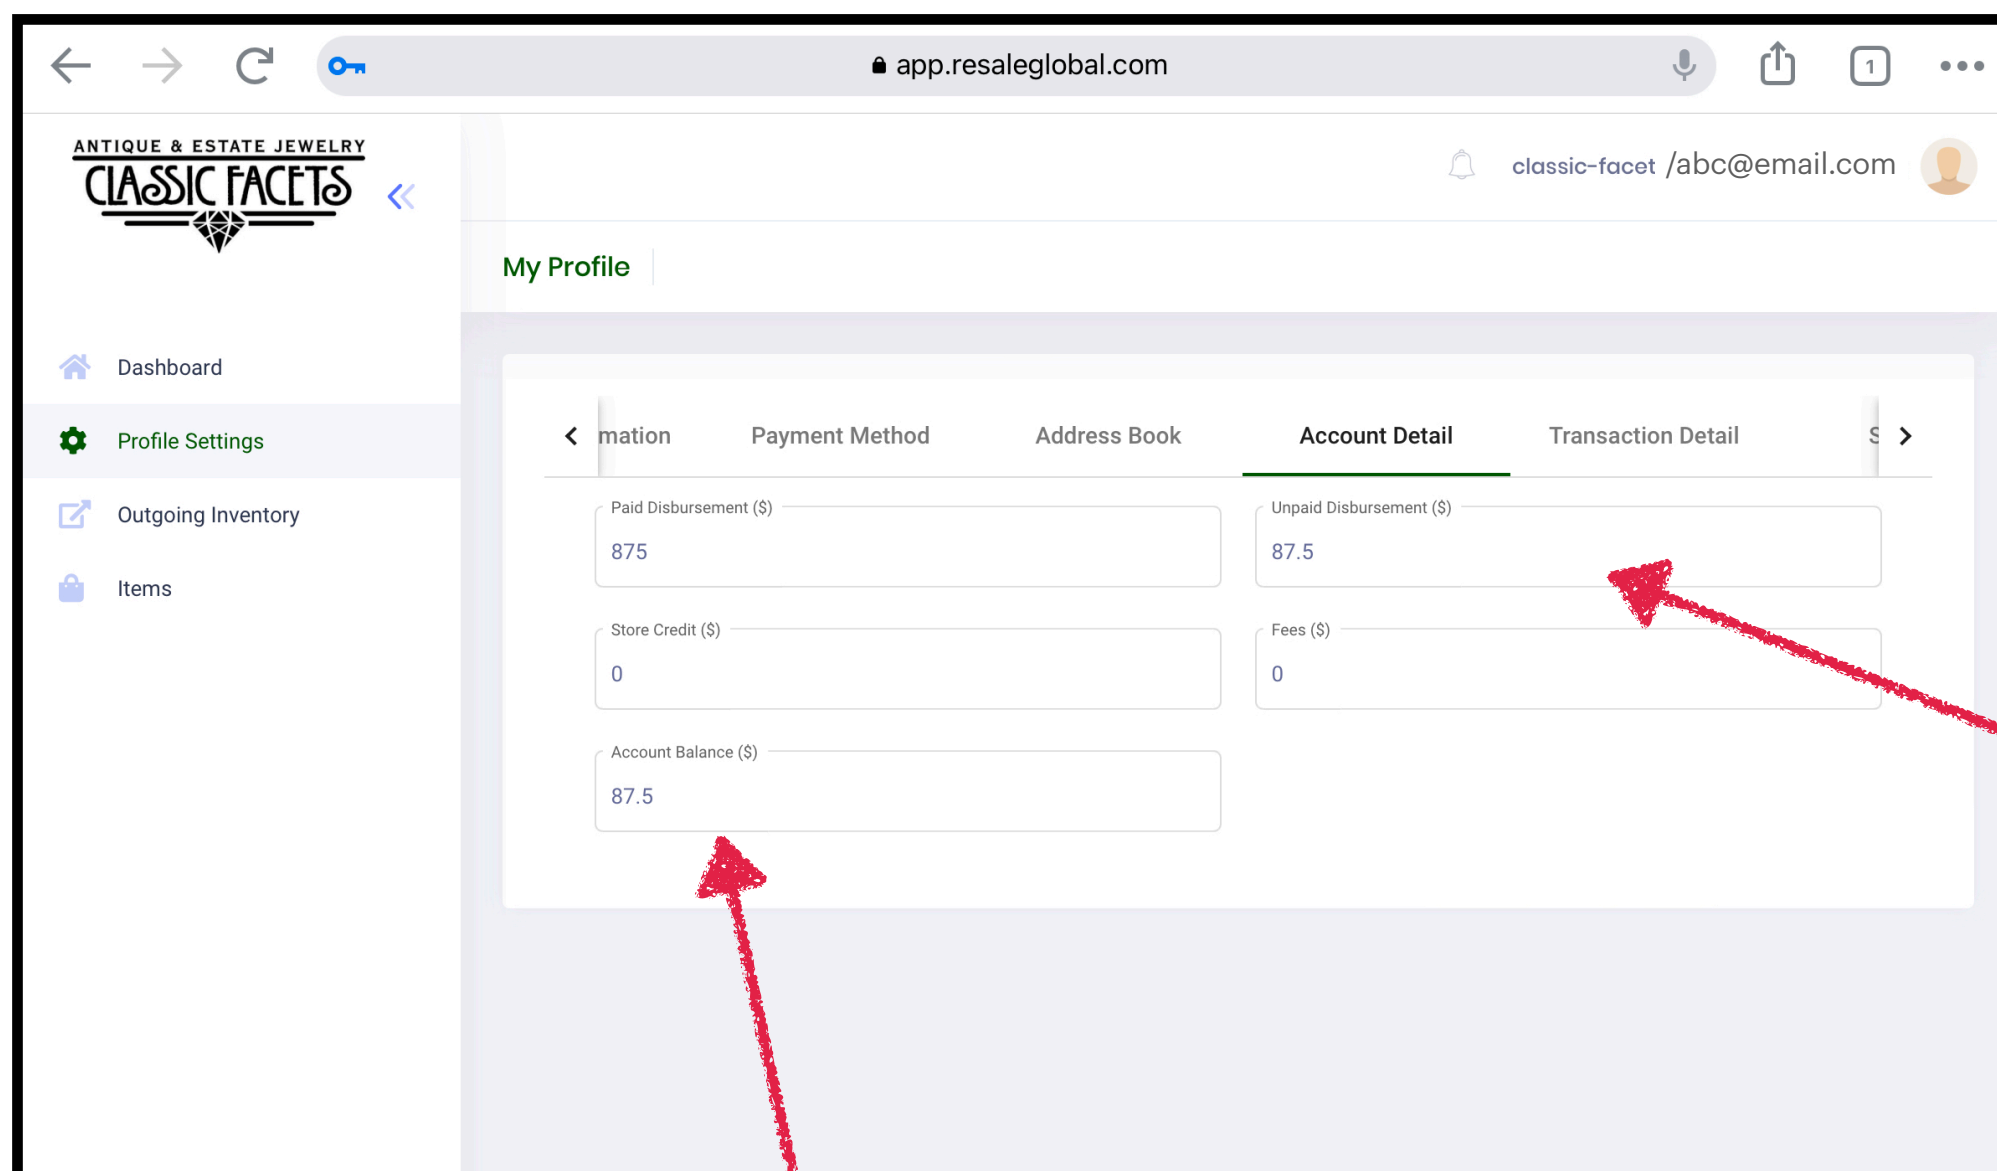 app.resaleglobal.com
1
ANTIQUE & ESTATE JEWELRY
CLASSIC FACETS
classic-facet /abc@email.com
My Profile
Dashboard
Profile Settings
Outgoing Inventory
Items
mation
Payment Method
Address Book
Account Detail
Transaction Detail
S
Paid Disbursement ($)
875
Unpaid Disbursement ($)
87.5
Store Credit ($)
0
Fees ($)
0
Account Balance ($)
87.5